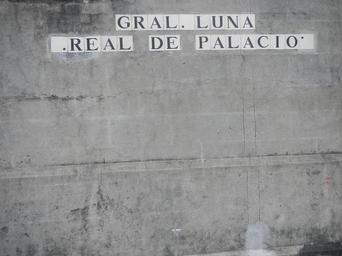 GRAL. LUNA
.REAL DE PALACIO.